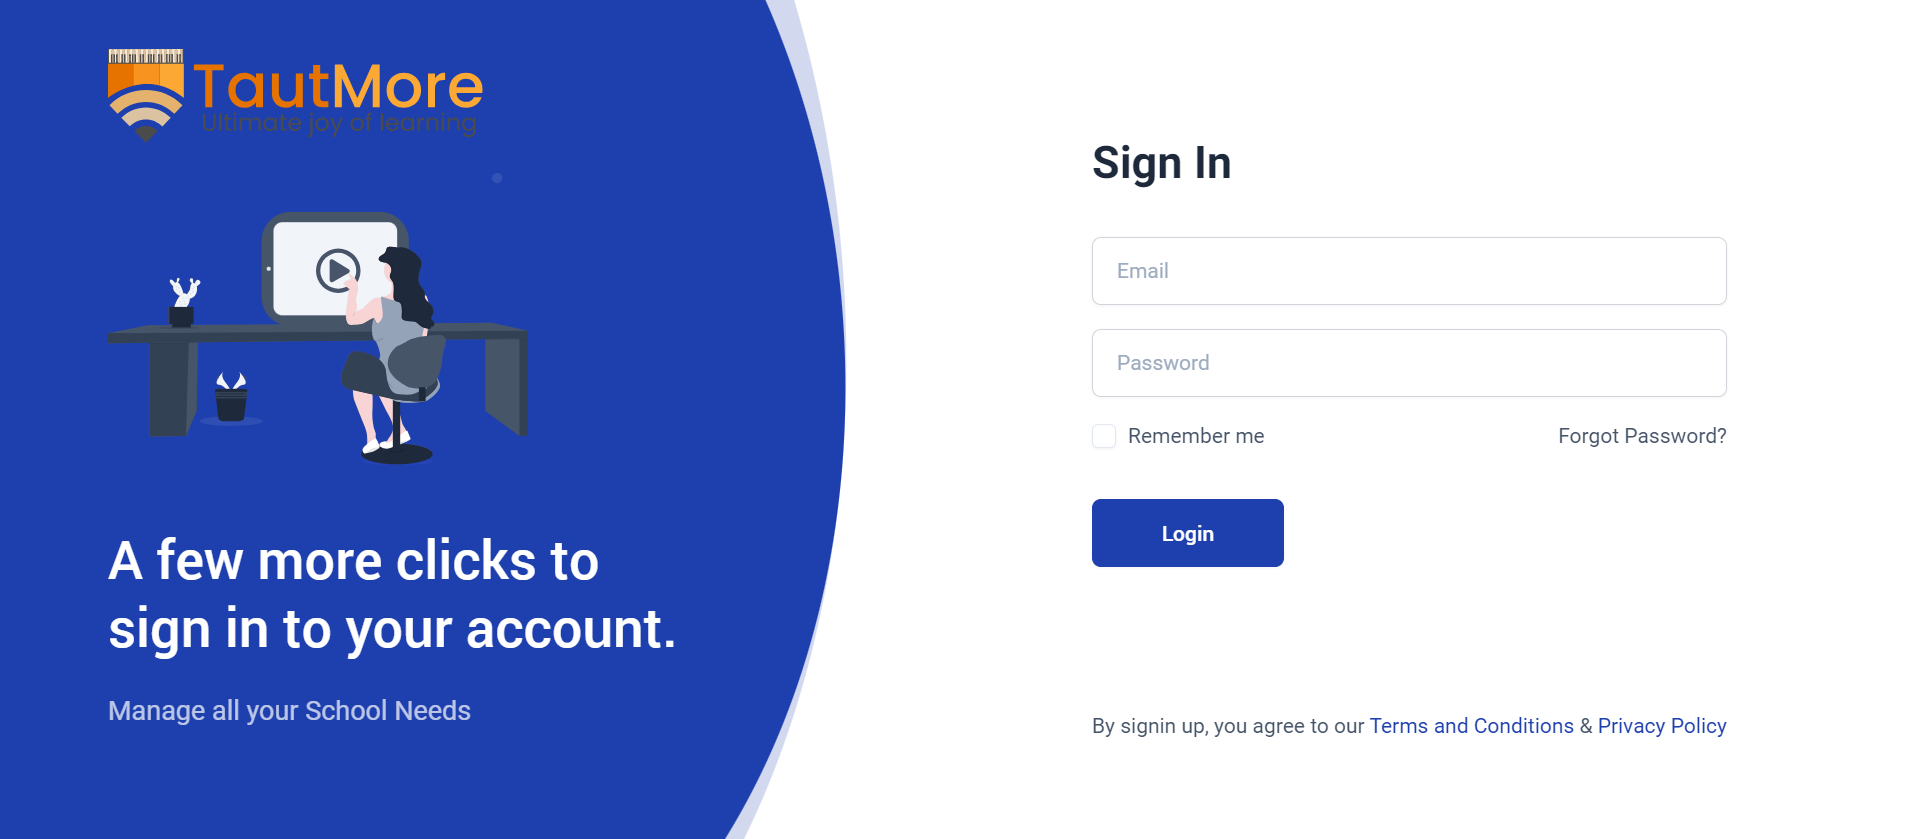 TautMore
Ultimate joy of learning
A few more clicks to
sign in to your account.
Manage all your School Needs
Sign In
Email
Password
Remember me
Forgot Password?
Login
By signin up, you agree to our Terms and Conditions & Privacy Policy